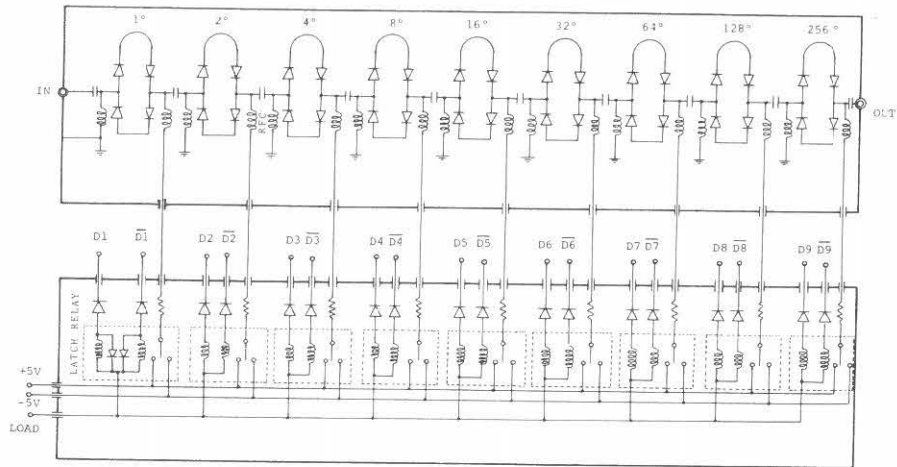 1° 2° 4° 8° 16° 32° 64° 128° 256°
IN
RFC
OUT
D1 D̅1̅ D2 D̅2̅ D3 D̅3̅ D4 D̅4̅ D5 D̅5̅ D6 D̅6̅ D7 D̅7̅ D8 D̅8̅ D9 D̅9̅
LATCH RELAY
+5V
-5V
LOAD